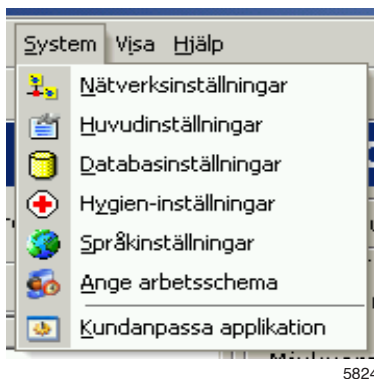 System Visa Hjälp
Nätverksinställningar
Huvudinställningar
Databasinställningar
Hygien-inställningar
Språkinställningar
Ange arbetsschema
Kundanpassa applikation
5824